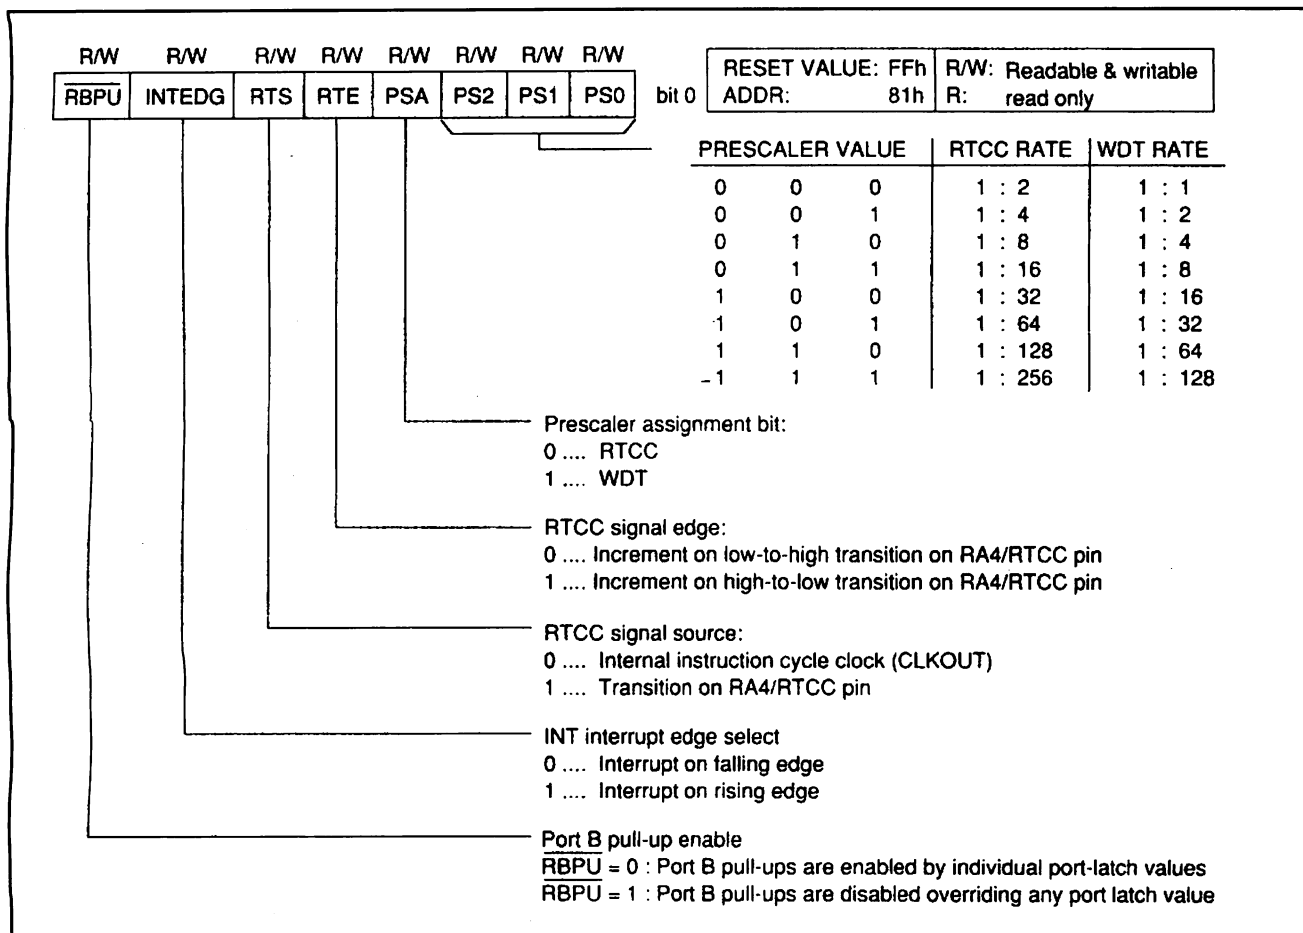 R/W R/W R/W R/W R/W R/W R/W R/W
RBPU INTEDG RTS RTE PSA PS2 PS1 PS0 bit 0
RESET VALUE: FFh R/W: Readable & writable
ADDR: 81h R: read only
PRESCALER VALUE RTCC RATE WDT RATE
0 0 0 1 : 2 1 : 1
0 0 1 1 : 4 1 : 2
0 1 0 1 : 8 1 : 4
0 1 1 1 : 16 1 : 8
1 0 0 1 : 32 1 : 16
1 0 1 1 : 64 1 : 32
1 1 0 1 : 128 1 : 64
1 1 1 1 : 256 1 : 128
Prescaler assignment bit:
0 .... RTCC
1 .... WDT
RTCC signal edge:
0 .... Increment on low-to-high transition on RA4/RTCC pin
1 .... Increment on high-to-low transition on RA4/RTCC pin
RTCC signal source:
0 .... Internal instruction cycle clock (CLKOUT)
1 .... Transition on RA4/RTCC pin
INT interrupt edge select
0 .... Interrupt on falling edge
1 .... Interrupt on rising edge
Port B pull-up enable
RBPU = 0 : Port B pull-ups are enabled by individual port-latch values
RBPU = 1 : Port B pull-ups are disabled overriding any port latch value